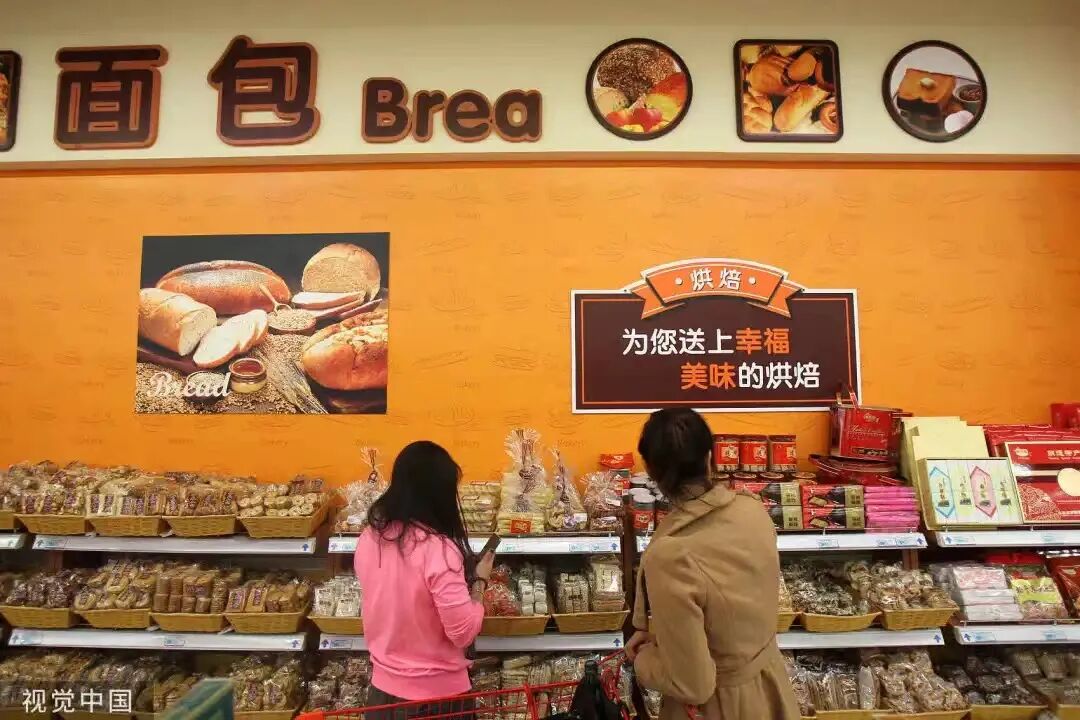 面包 Brea
Bread
·烘焙·
为您送上幸福
美味的烘焙
视觉中国